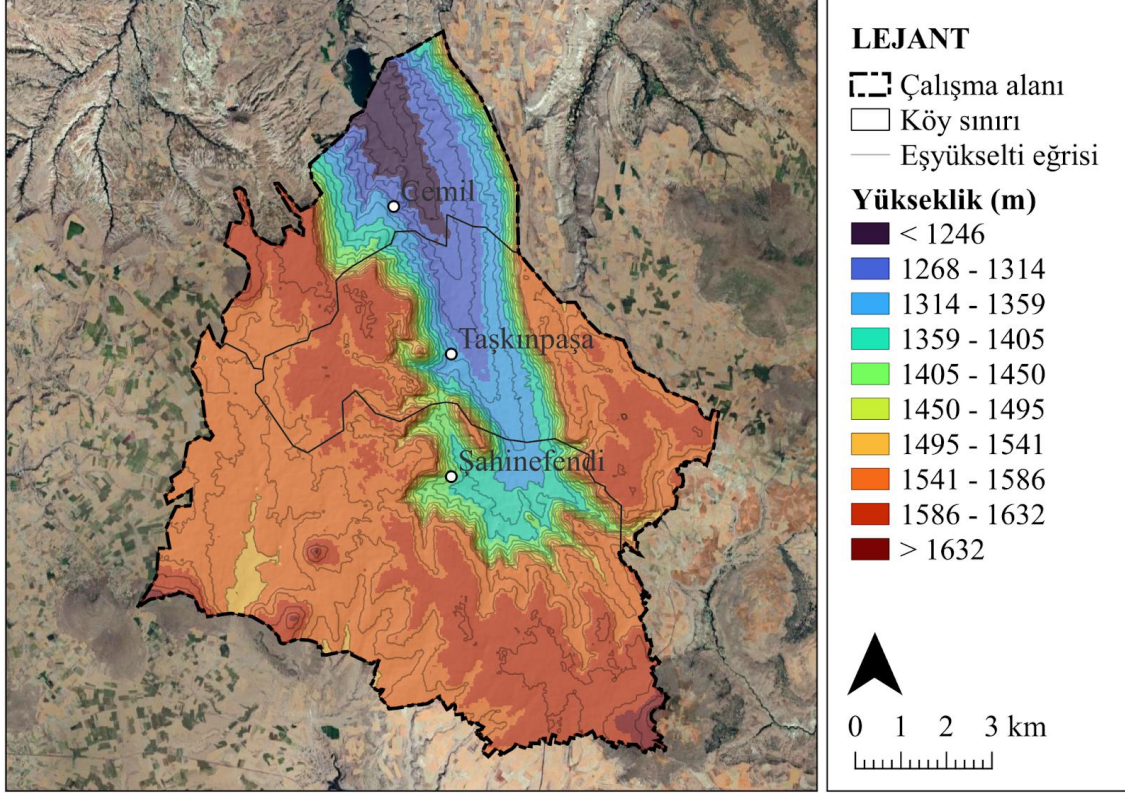 Cemil
Taşkınpaşa
Şahinefendi
LEJANT
Çalışma alanı
Köy sınırı
Eşyükselti eğrisi
Yükseklik (m)
< 1246
1268 - 1314
1314 - 1359
1359 - 1405
1405 - 1450
1450 - 1495
1495 - 1541
1541 - 1586
1586 - 1632
> 1632
0 1 2 3 km